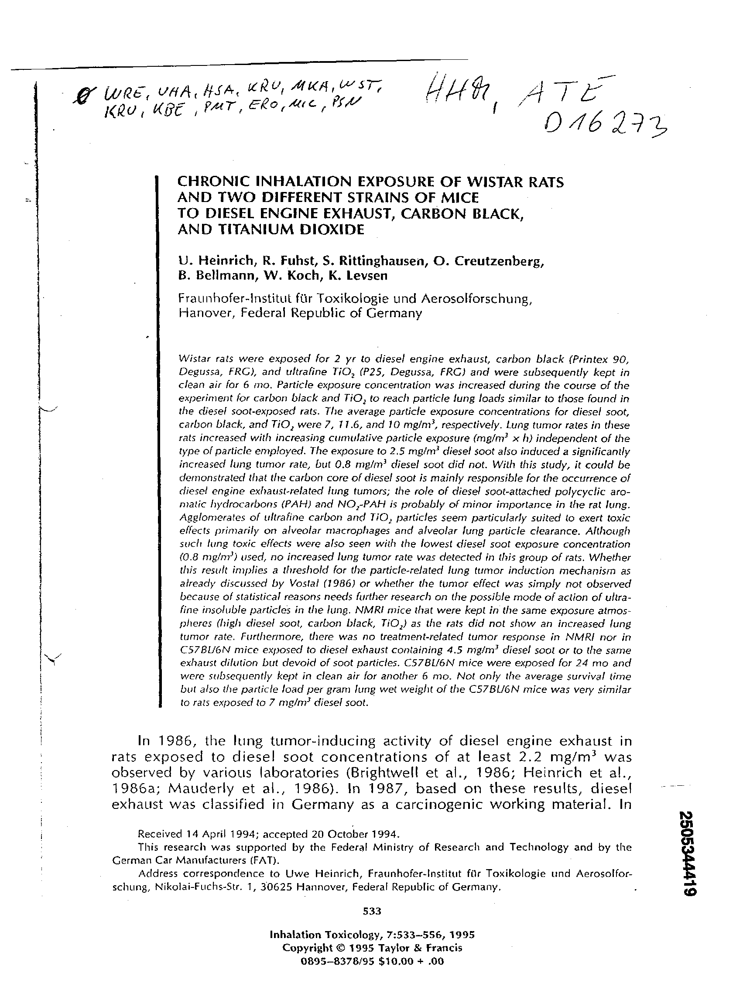 WRE, UHA, HSA, KRU, MKA, WST,
KRU, KBE, PMT, ERO, MIC, PSN
ATE
D16273
CHRONIC INHALATION EXPOSURE OF WISTAR RATS
AND TWO DIFFERENT STRAINS OF MICE
TO DIESEL ENGINE EXHAUST, CARBON BLACK,
AND TITANIUM DIOXIDE
U. Heinrich, R. Fuhst, S. Rittinghausen, O. Creutzenberg,
B. Bellmann, W. Koch, K. Levsen
Fraunhofer-Institut für Toxikologie und Aerosolforschung,
Hanover, Federal Republic of Germany
Wistar rats were exposed for 2 yr to diesel engine exhaust, carbon black (Printex 90,
Degussa, FRG), and ultrafine TiO₂ (P25, Degussa, FRG) and were subsequently kept in
clean air for 6 mo. Particle exposure concentration was increased during the course of the
experiment for carbon black and TiO₂ to reach particle lung loads similar to those found in
the diesel soot-exposed rats. The average particle exposure concentrations for diesel soot,
carbon black, and TiO₂ were 7, 11.6, and 10 mg/m³, respectively. Lung tumor rates in these
rats increased with increasing cumulative particle exposure (mg/m³ × h) independent of the
type of particle employed. The exposure to 2.5 mg/m³ diesel soot also induced a significantly
increased lung tumor rate, but 0.8 mg/m³ diesel soot did not. With this study, it could be
demonstrated that the carbon core of diesel soot is mainly responsible for the occurrence of
diesel engine exhaust-related lung tumors; the role of diesel soot-attached polycyclic aro-
matic hydrocarbons (PAH) and NO₂-PAH is probably of minor importance in the rat lung.
Agglomerates of ultrafine carbon and TiO₂ particles seem particularly suited to exert toxic
effects primarily on alveolar macrophages and alveolar lung particle clearance. Although
such lung toxic effects were also seen with the lowest diesel soot exposure concentration
(0.8 mg/m³) used, no increased lung tumor rate was detected in this group of rats. Whether
this result implies a threshold for the particle-related lung tumor induction mechanism as
already discussed by Vostal (1986) or whether the tumor effect was simply not observed
because of statistical reasons needs further research on the possible mode of action of ultra-
fine insoluble particles in the lung. NMRI mice that were kept in the same exposure atmos-
pheres (high diesel soot, carbon black, TiO₂) as the rats did not show an increased lung
tumor rate. Furthermore, there was no treatment-related tumor response in NMRI nor in
C57BL/6N mice exposed to diesel exhaust containing 4.5 mg/m³ diesel soot or to the same
exhaust dilution but devoid of soot particles. C57BL/6N mice were exposed for 24 mo and
were subsequently kept in clean air for another 6 mo. Not only the average survival time
but also the particle load per gram lung wet weight of the C57BL/6N mice was very similar
to rats exposed to 7 mg/m³ diesel soot.
In 1986, the lung tumor-inducing activity of diesel engine exhaust in
rats exposed to diesel soot concentrations of at least 2.2 mg/m³ was
observed by various laboratories (Brightwell et al., 1986; Heinrich et al.,
1986a; Mauderly et al., 1986). In 1987, based on these results, diesel
exhaust was classified in Germany as a carcinogenic working material. In
Received 14 April 1994; accepted 20 October 1994.
This research was supported by the Federal Ministry of Research and Technology and by the
German Car Manufacturers (FAT).
Address correspondence to Uwe Heinrich, Fraunhofer-Institut für Toxikologie und Aerosolfor-
schung, Nikolai-Fuchs-Str. 1, 30625 Hannover, Federal Republic of Germany.
533
Inhalation Toxicology, 7:533–556, 1995
Copyright © 1995 Taylor & Francis
0895-8378/95 $10.00 + .00
2505344419